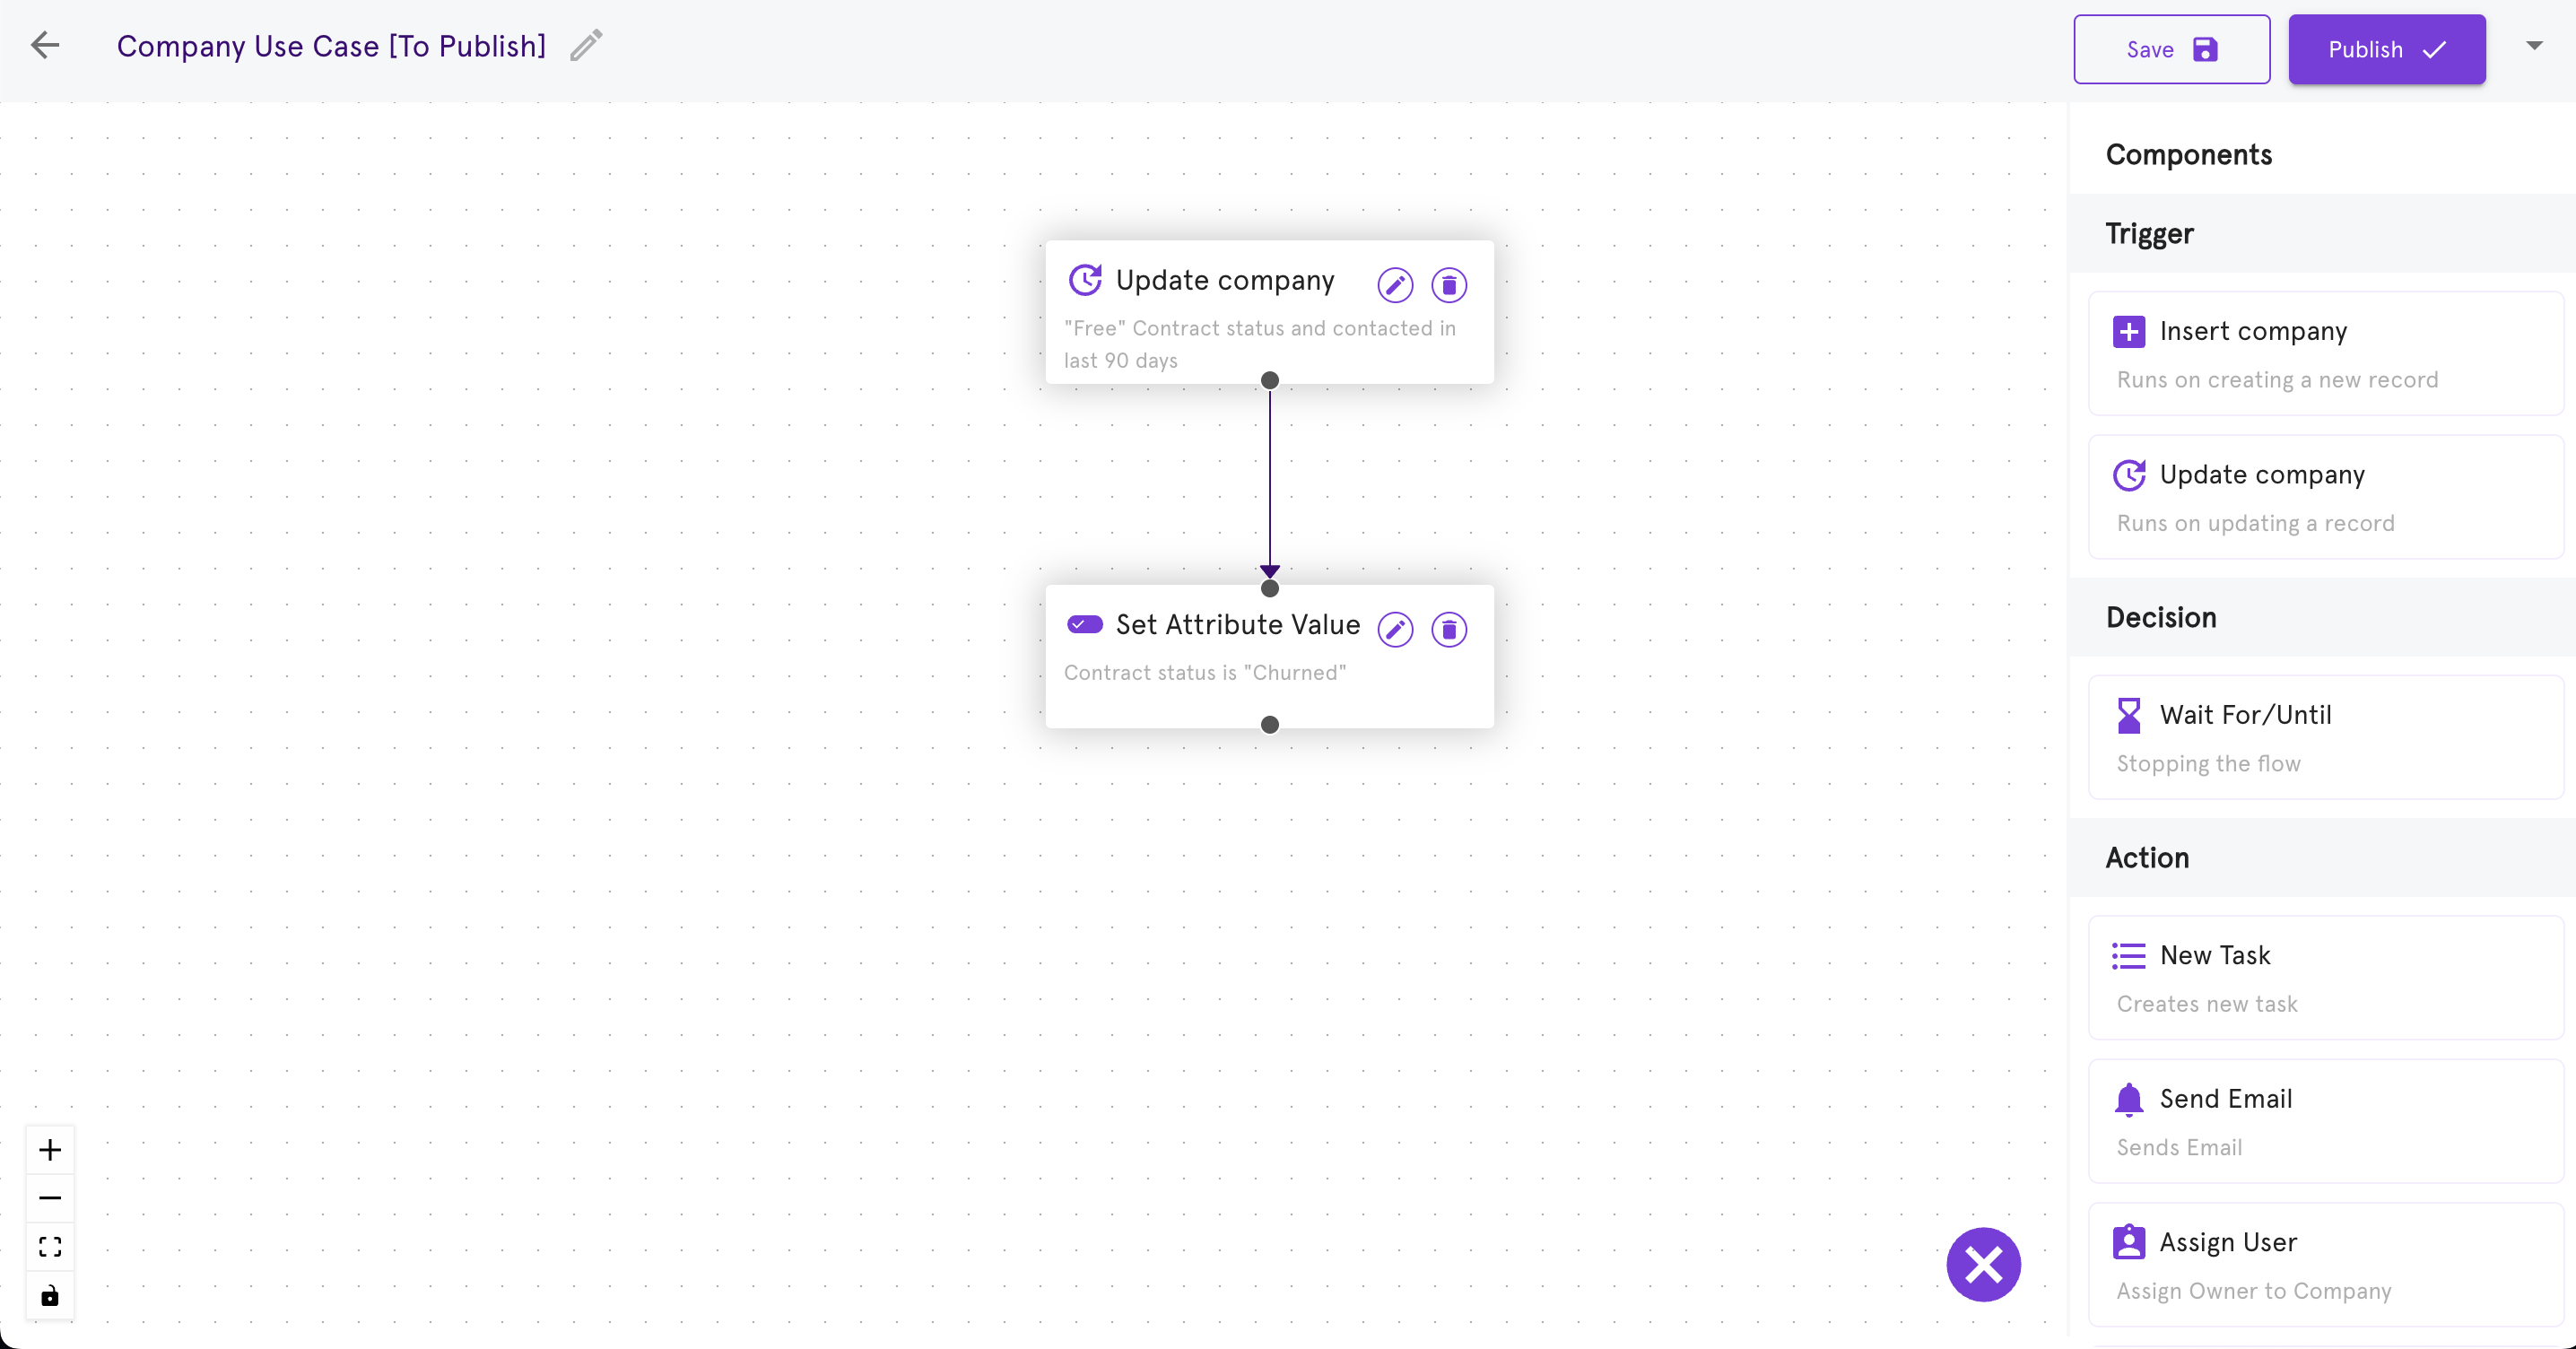 Company Use Case [To Publish]
Save
Publish
Update company
"Free" Contract status and contacted in
last 90 days
Set Attribute Value
Contract status is "Churned"
Components
Trigger
Insert company
Runs on creating a new record
Update company
Runs on updating a record
Decision
Wait For/Until
Stopping the flow
Action
New Task
Creates new task
Send Email
Sends Email
Assign User
Assign Owner to Company